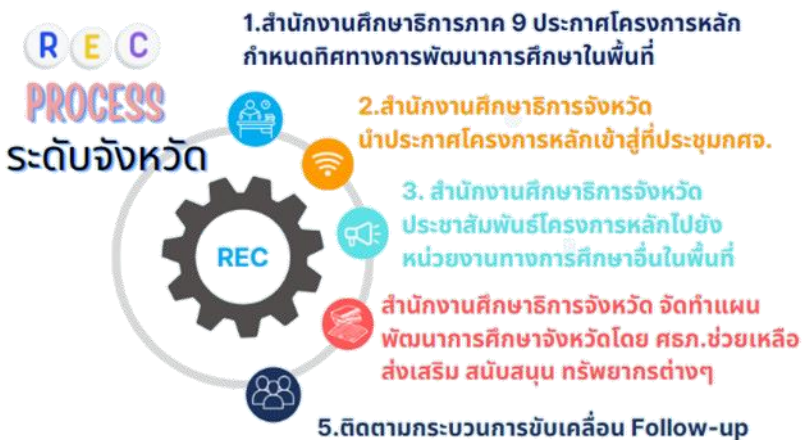 REC
PROCESS
ระดับจังหวัด
1.สำนักงานศึกษาธิการภาค 9 ประกาศโครงการหลัก
กำหนดทิศทางการพัฒนาการศึกษาในพื้นที่
2.สำนักงานศึกษาธิการจังหวัด
นำประกาศโครงการหลักเข้าสู่ที่ประชุมกศจ.
3. สำนักงานศึกษาธิการจังหวัด
ประชาสัมพันธ์โครงการหลักไปยัง
หน่วยงานทางการศึกษาอื่นในพื้นที่
REC
สำนักงานศึกษาธิการจังหวัด จัดทำแผน
พัฒนาการศึกษาจังหวัดโดย ศธภ.ช่วยเหลือ
ส่งเสริม สนับสนุน ทรัพยากรต่างๆ
5.ติดตามกระบวนการขับเคลื่อน Follow-up